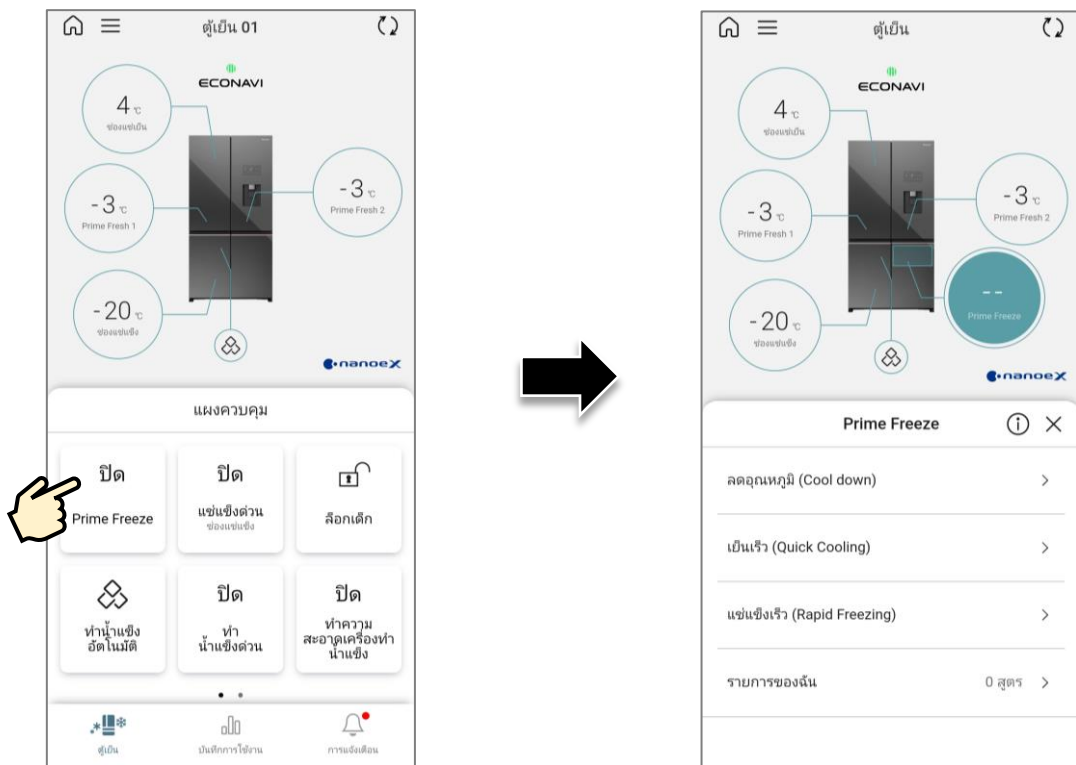 ตู้เย็น 01
ECONAVI
4 °C
ช่องแช่เย็น
-3 °C
Prime Fresh 1
-3 °C
Prime Fresh 2
-20 °C
ช่องแช่แข็ง
nanoeX
แผงควบคุม
ปิด
Prime Freeze
ปิด
แช่แข็งด่วน
ช่องแช่แข็ง
ล็อกเด็ก
ทำน้ำแข็ง
อัตโนมัติ
ปิด
ทำ
น้ำแข็งด่วน
ปิด
ทำความ
สะอาดเครื่องทำ
น้ำแข็ง
ตู้เย็น
บันทึกการใช้งาน
การแจ้งเตือน
ตู้เย็น
ECONAVI
4 °C
ช่องแช่เย็น
-3 °C
Prime Fresh 1
-3 °C
Prime Fresh 2
-20 °C
ช่องแช่แข็ง
--
Prime Freeze
nanoeX
Prime Freeze
ลดอุณหภูมิ (Cool down)
เย็นเร็ว (Quick Cooling)
แช่แข็งเร็ว (Rapid Freezing)
รายการของฉัน 0 สูตร